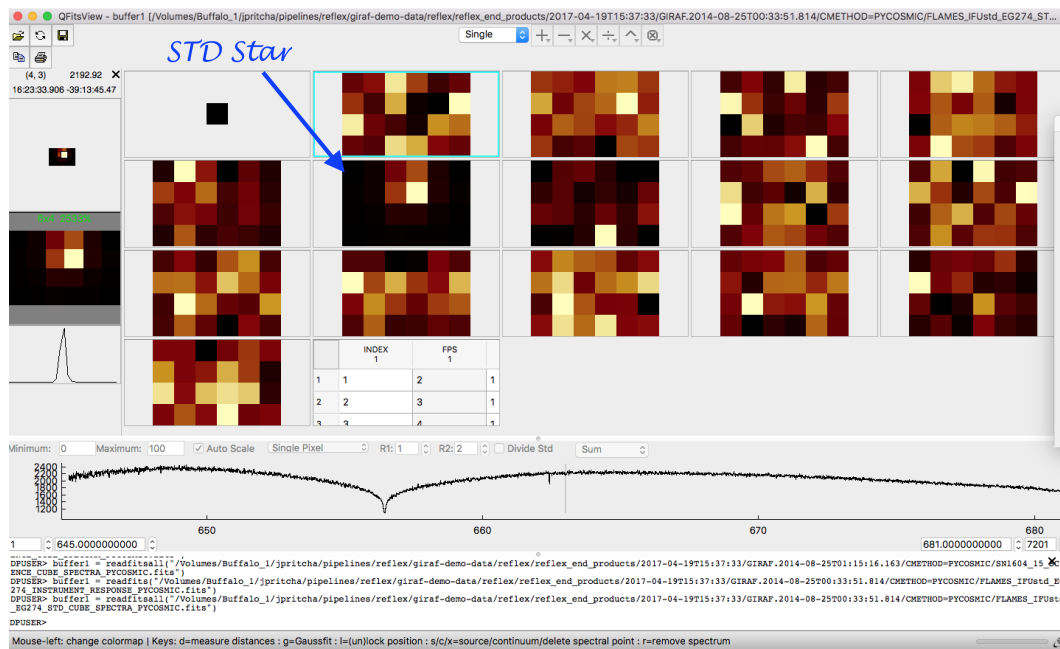 QFitsView - buffer1 [/Volumes/Buffalo_1/jpritcha/pipelines/reflex/giraf-demo-data/reflex/reflex_end_products/2017-04-19T15:37:33/GIRAF.2014-08-25T00:33:51.814/CMETHOD=PYCOSMIC/FLAMES_IFUstd_EG274_ST...
Single
STD Star
(4, 3) 2192.92
16:23:33.906 -39:13:45.47
INDEX FPS
1 1
1 1 2 1
2 2 3 1
3 3 4 1
Minimum: 0 Maximum: 100 Auto Scale Single Pixel R1: 1 R2: 2 Divide Std Sum
2400
2200
2000
1800
1600
1400
1200
650 660 670 680
1 645.0000000000 681.0000000000 7201
DPUSER> buffer1 = readfitsall("/Volumes/Buffalo_1/jpritcha/pipelines/reflex/giraf-demo-data/reflex/reflex_end_products/2017-04-19T15:37:33/GIRAF.2014-08-25T01:15:16.163/CMETHOD=PYCOSMIC/SN1604_15
ENCE_CUBE_SPECTRA_PYCOSMIC.fits")
DPUSER> buffer1 = readfits("/Volumes/Buffalo_1/jpritcha/pipelines/reflex/giraf-demo-data/reflex/reflex_end_products/2017-04-19T15:37:33/GIRAF.2014-08-25T00:33:51.814/CMETHOD=PYCOSMIC/FLAMES_IFUstd_E
274_INSTRUMENT_RESPONSE_PYCOSMIC.fits")
DPUSER> buffer1 = readfitsall("/Volumes/Buffalo_1/jpritcha/pipelines/reflex/giraf-demo-data/reflex/reflex_end_products/2017-04-19T15:37:33/GIRAF.2014-08-25T00:33:51.814/CMETHOD=PYCOSMIC/FLAMES_IFUst
_EG274_STD_CUBE_SPECTRA_PYCOSMIC.fits")
DPUSER>
Mouse-left: change colormap | Keys: d=measure distances : g=Gaussfit : l=(un)lock position : s/c/x=source/continuum/delete spectral point : r=remove spectrum